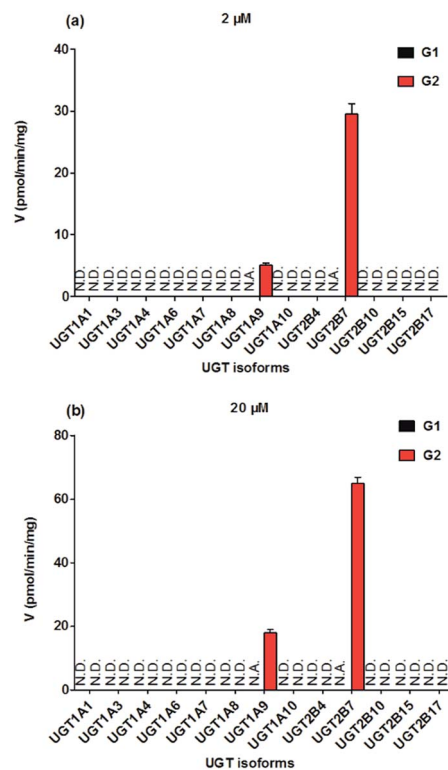 (a)
2 µM
G1
G2
V (pmol/min/mg)
40
30
20
10
0
N.D. N.D. N.D. N.D. N.D. N.D. N.D. N.D. N.D. N.D. N.D. N.D. N.A. N.D. N.D. N.D. N.D. N.A. N.D. N.D. N.D. N.D. N.D. N.D.
UGT1A1 UGT1A3 UGT1A4 UGT1A6 UGT1A7 UGT1A8 UGT1A9 UGT1A10 UGT2B4 UGT2B7 UGT2B10 UGT2B15 UGT2B17
UGT isoforms
(b)
20 µM
G1
G2
V (pmol/min/mg)
80
60
40
20
0
N.D. N.D. N.D. N.D. N.D. N.D. N.D. N.D. N.D. N.D. N.D. N.D. N.A. N.D. N.D. N.D. N.D. N.A. N.D. N.D. N.D. N.D. N.D. N.D.
UGT1A1 UGT1A3 UGT1A4 UGT1A6 UGT1A7 UGT1A8 UGT1A9 UGT1A10 UGT2B4 UGT2B7 UGT2B10 UGT2B15 UGT2B17
UGT isoforms